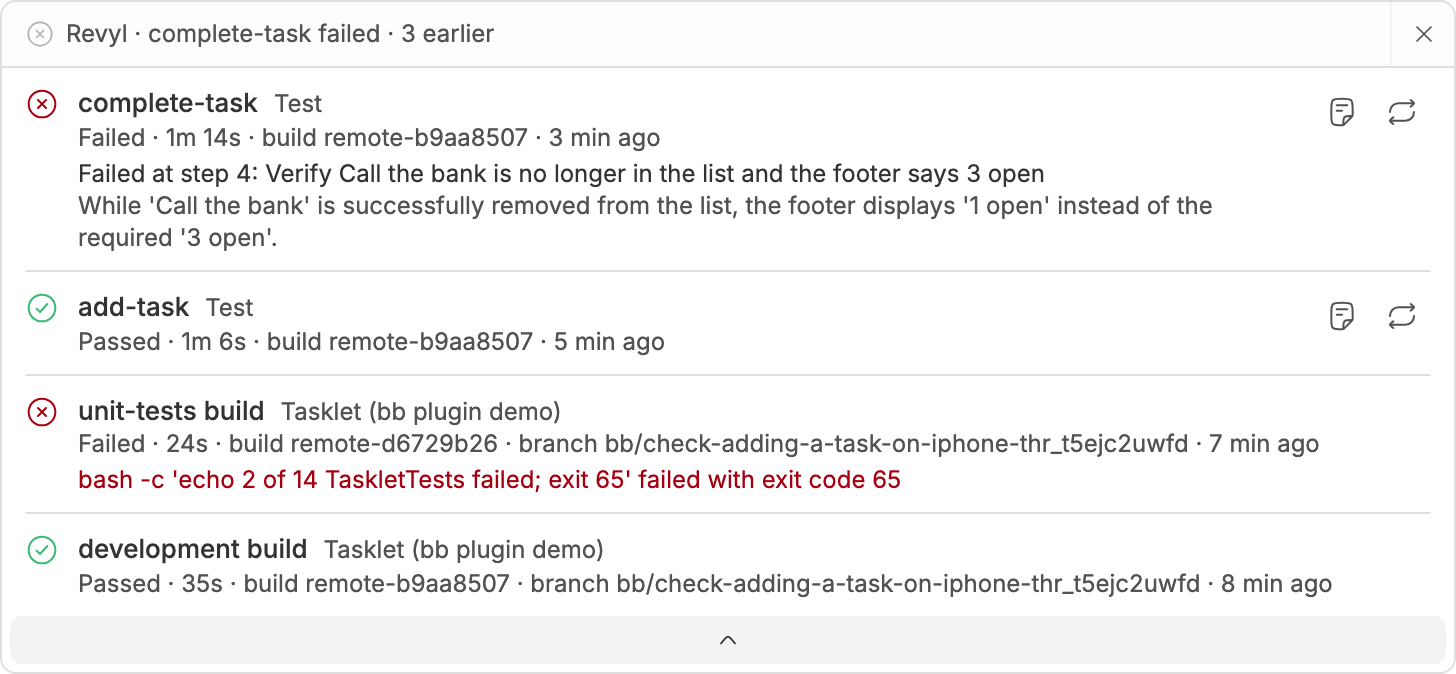 Revyl · complete-task failed · 3 earlier
complete-task Test
Failed · 1m 14s · build remote-b9aa8507 · 3 min ago
Failed at step 4: Verify Call the bank is no longer in the list and the footer says 3 open
While 'Call the bank' is successfully removed from the list, the footer displays '1 open' instead of the
required '3 open'.
add-task Test
Passed · 1m 6s · build remote-b9aa8507 · 5 min ago
unit-tests build Tasklet (bb plugin demo)
Failed · 24s · build remote-d6729b26 · branch bb/check-adding-a-task-on-iphone-thr_t5ejc2uwfd · 7 min ago
bash -c 'echo 2 of 14 TaskletTests failed; exit 65' failed with exit code 65
development build Tasklet (bb plugin demo)
Passed · 35s · build remote-b9aa8507 · branch bb/check-adding-a-task-on-iphone-thr_t5ejc2uwfd · 8 min ago